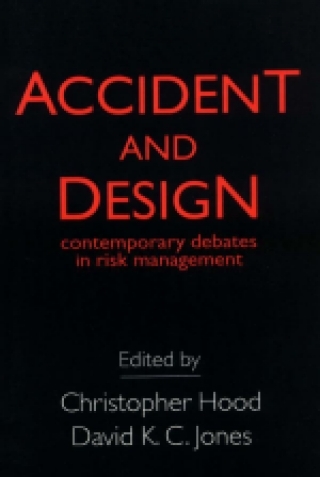 ACCIDENT
AND
DESIGN
contemporary debates
in risk management
Edited by
Christopher Hood
David K. C. Jones